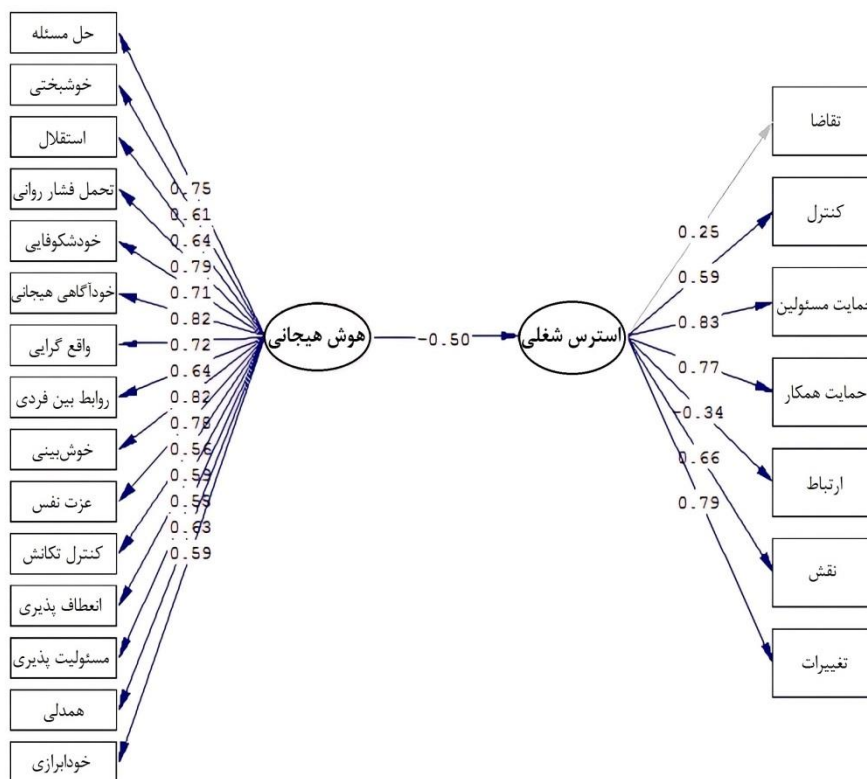 حل مسئله
خوشبختی
استقلال
تحمل فشار روانی
خودشکوفایی
خودآگاهی هیجانی
واقع گرایی
روابط بین فردی
خوش‌بینی
عزت نفس
کنترل تکانش
انعطاف پذیری
مسئولیت پذیری
همدلی
خودابرازی
0.75
0.61
0.64
0.79
0.71
0.82
0.72
0.64
0.82
0.78
0.56
0.59
0.55
0.63
0.59
هوش هیجانی
-0.50
استرس شغلی
0.25
0.59
0.83
0.77
-0.34
0.66
0.79
تقاضا
کنترل
حمایت مسئولین
حمایت همکار
ارتباط
نقش
تغییرات